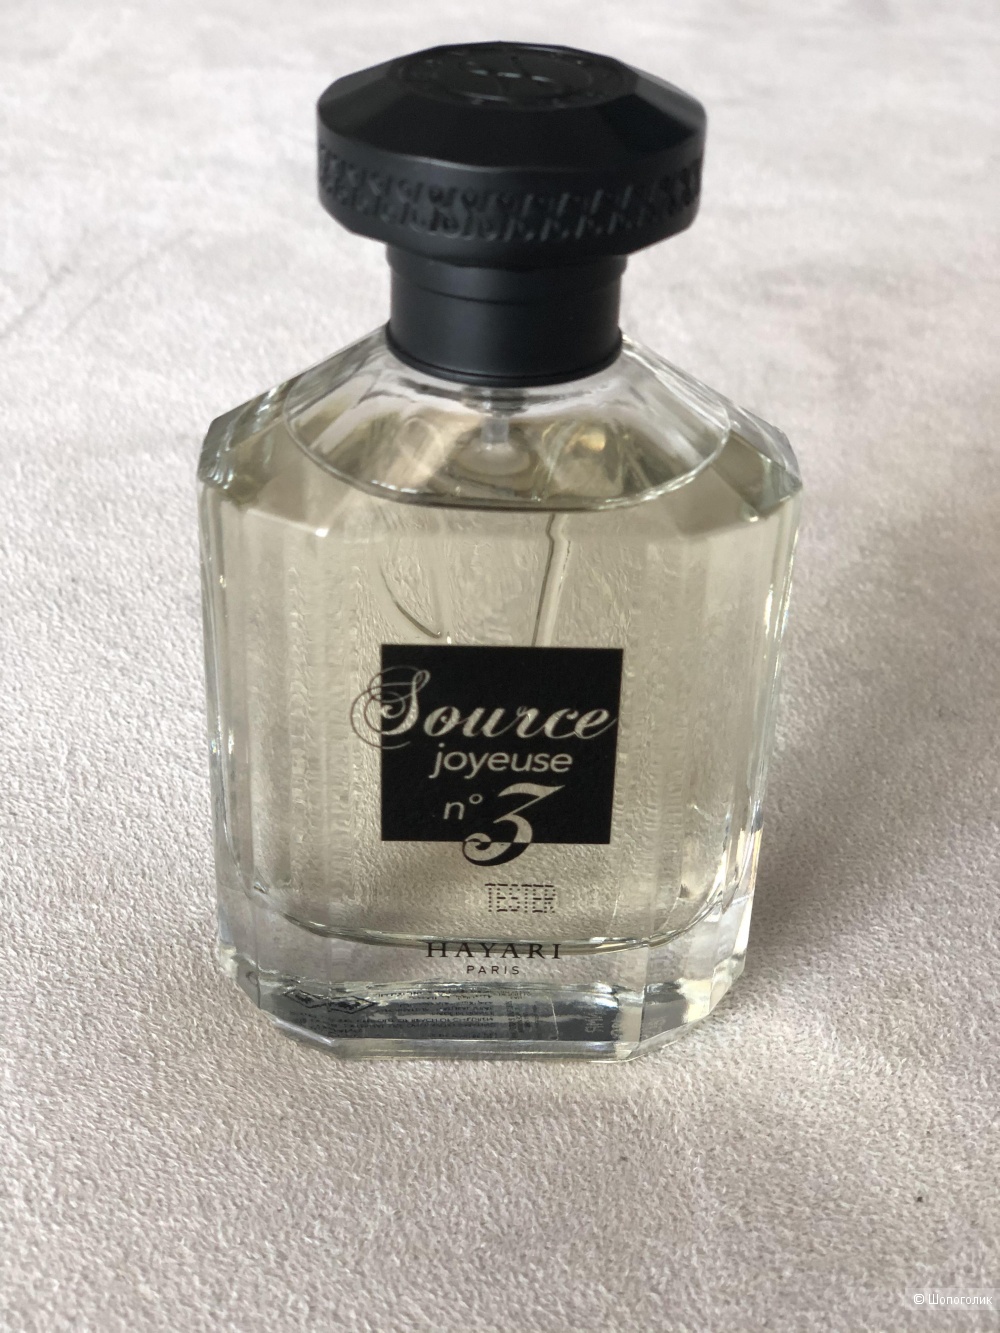 Source
joyeuse
n° 3
TESTER
HAYARI
PARIS
© Шопоголик